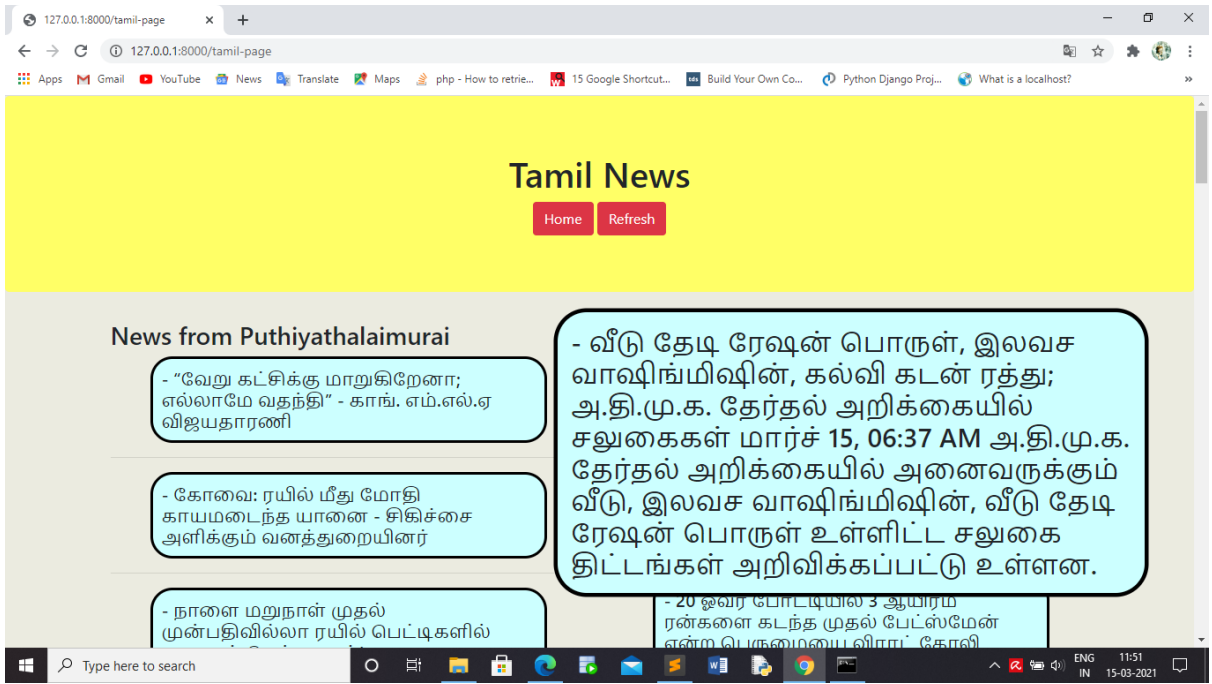 127.0.0.1:8000/tamil-page
127.0.0.1:8000/tamil-page
Apps Gmail YouTube News Translate Maps php - How to retrie... 15 Google Shortcut... Build Your Own Co... Python Django Proj... What is a localhost? »
Tamil News
Home Refresh
News from Puthiyathalaimurai
- “வேறு கட்சிக்கு மாறுகிறேனா;
எல்லாமே வதந்தி” - காங். எம்.எல்.ஏ
விஜயதாரணி
- கோவை: ரயில் மீது மோதி
காயமடைந்த யானை - சிகிச்சை
அளிக்கும் வனத்துறையினர்
- நாளை மறுநாள் முதல்
முன்பதிவில்லா ரயில் பெட்டிகளில்
- வீடு தேடி ரேஷன் பொருள், இலவச
வாஷிங்மிஷின், கல்வி கடன் ரத்து;
அ.தி.மு.க. தேர்தல் அறிக்கையில்
சலுகைகள் மார்ச் 15, 06:37 AM அ.தி.மு.க.
தேர்தல் அறிக்கையில் அனைவருக்கும்
வீடு, இலவச வாஷிங்மிஷின், வீடு தேடி
ரேஷன் பொருள் உள்ளிட்ட சலுகை
திட்டங்கள் அறிவிக்கப்பட்டு உள்ளன.
- 20 ஓவர் போட்டியில் 3 ஆயிரம்
ரன்களை கடந்த முதல் பேட்ஸ்மேன்
என்ற பெருமையை விராட் கோலி
Type here to search
ENG 11:51
IN 15-03-2021